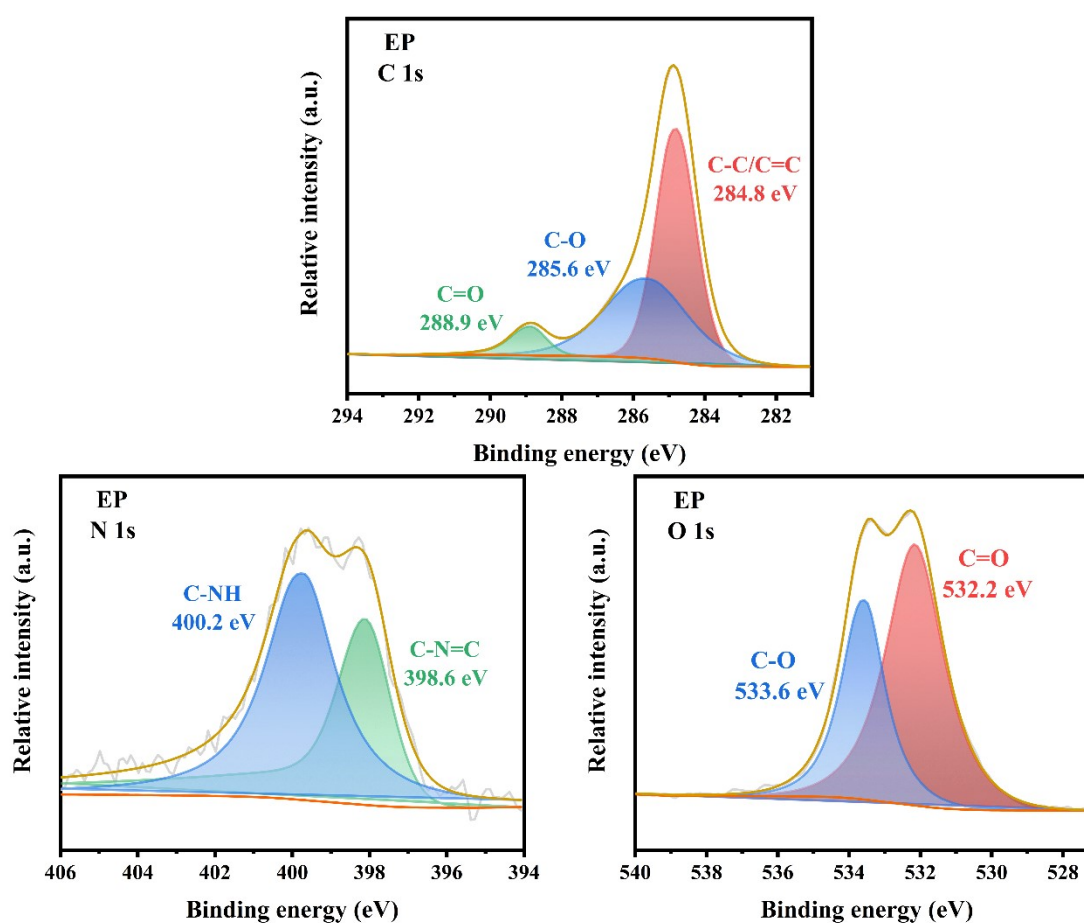 EP
C 1s
C-C/C=C
284.8 eV
C-O
285.6 eV
C=O
288.9 eV
Relative intensity (a.u.)
294 292 290 288 286 284 282
Binding energy (eV)
EP
N 1s
C-NH
400.2 eV
C-N=C
398.6 eV
Relative intensity (a.u.)
406 404 402 400 398 396 394
Binding energy (eV)
EP
O 1s
C=O
532.2 eV
C-O
533.6 eV
Relative intensity (a.u.)
540 538 536 534 532 530 528
Binding energy (eV)